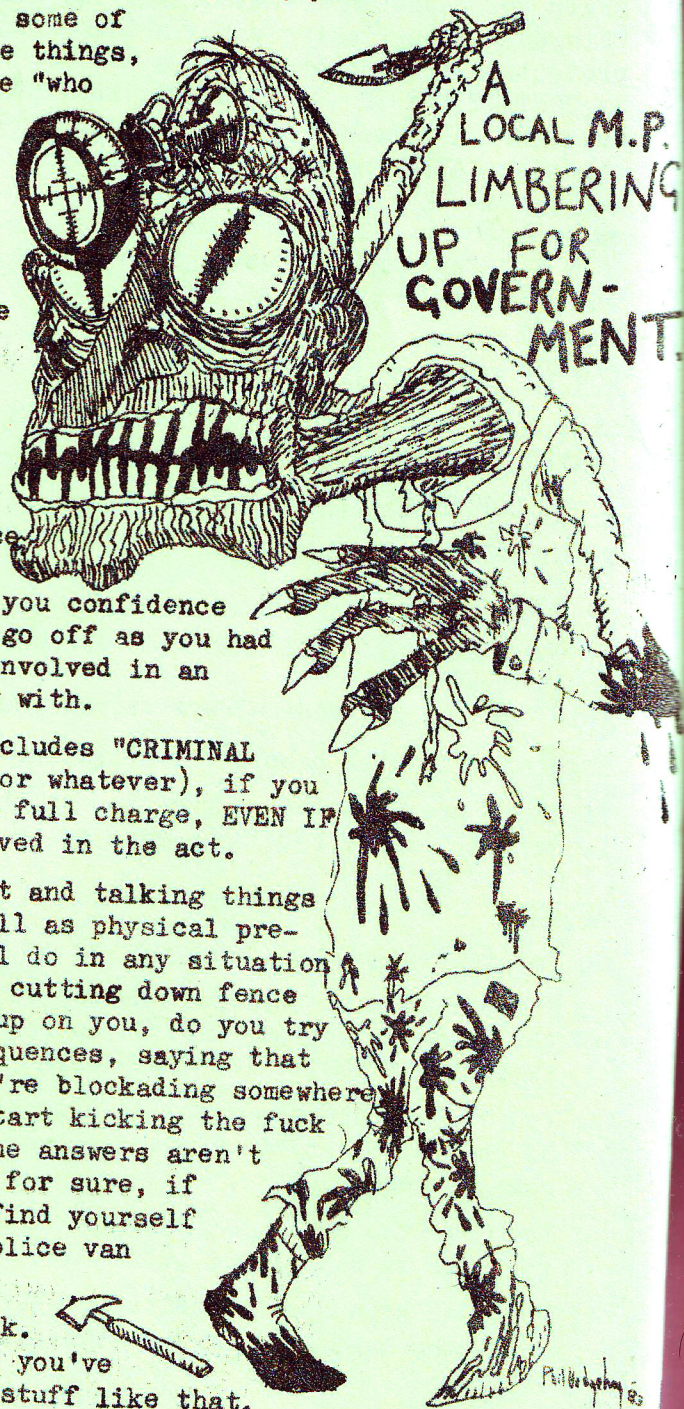 some of
e things,
e "who
A
LOCAL M.P.
LIMBERING
UP FOR
GOVERN-
MENT.
e
ce
you confidence
go off as you had
nvolved in an
with.
cludes "CRIMINAL
or whatever), if you
full charge, EVEN IF
ved in the act.
t and talking things
ll as physical pre-
l do in any situation
cutting down fence
up on you, do you try
quences, saying that
're blockading somewhere
tart kicking the fuck
e answers aren't
for sure, if
find yourself
lice van
k.
you've
stuff like that.